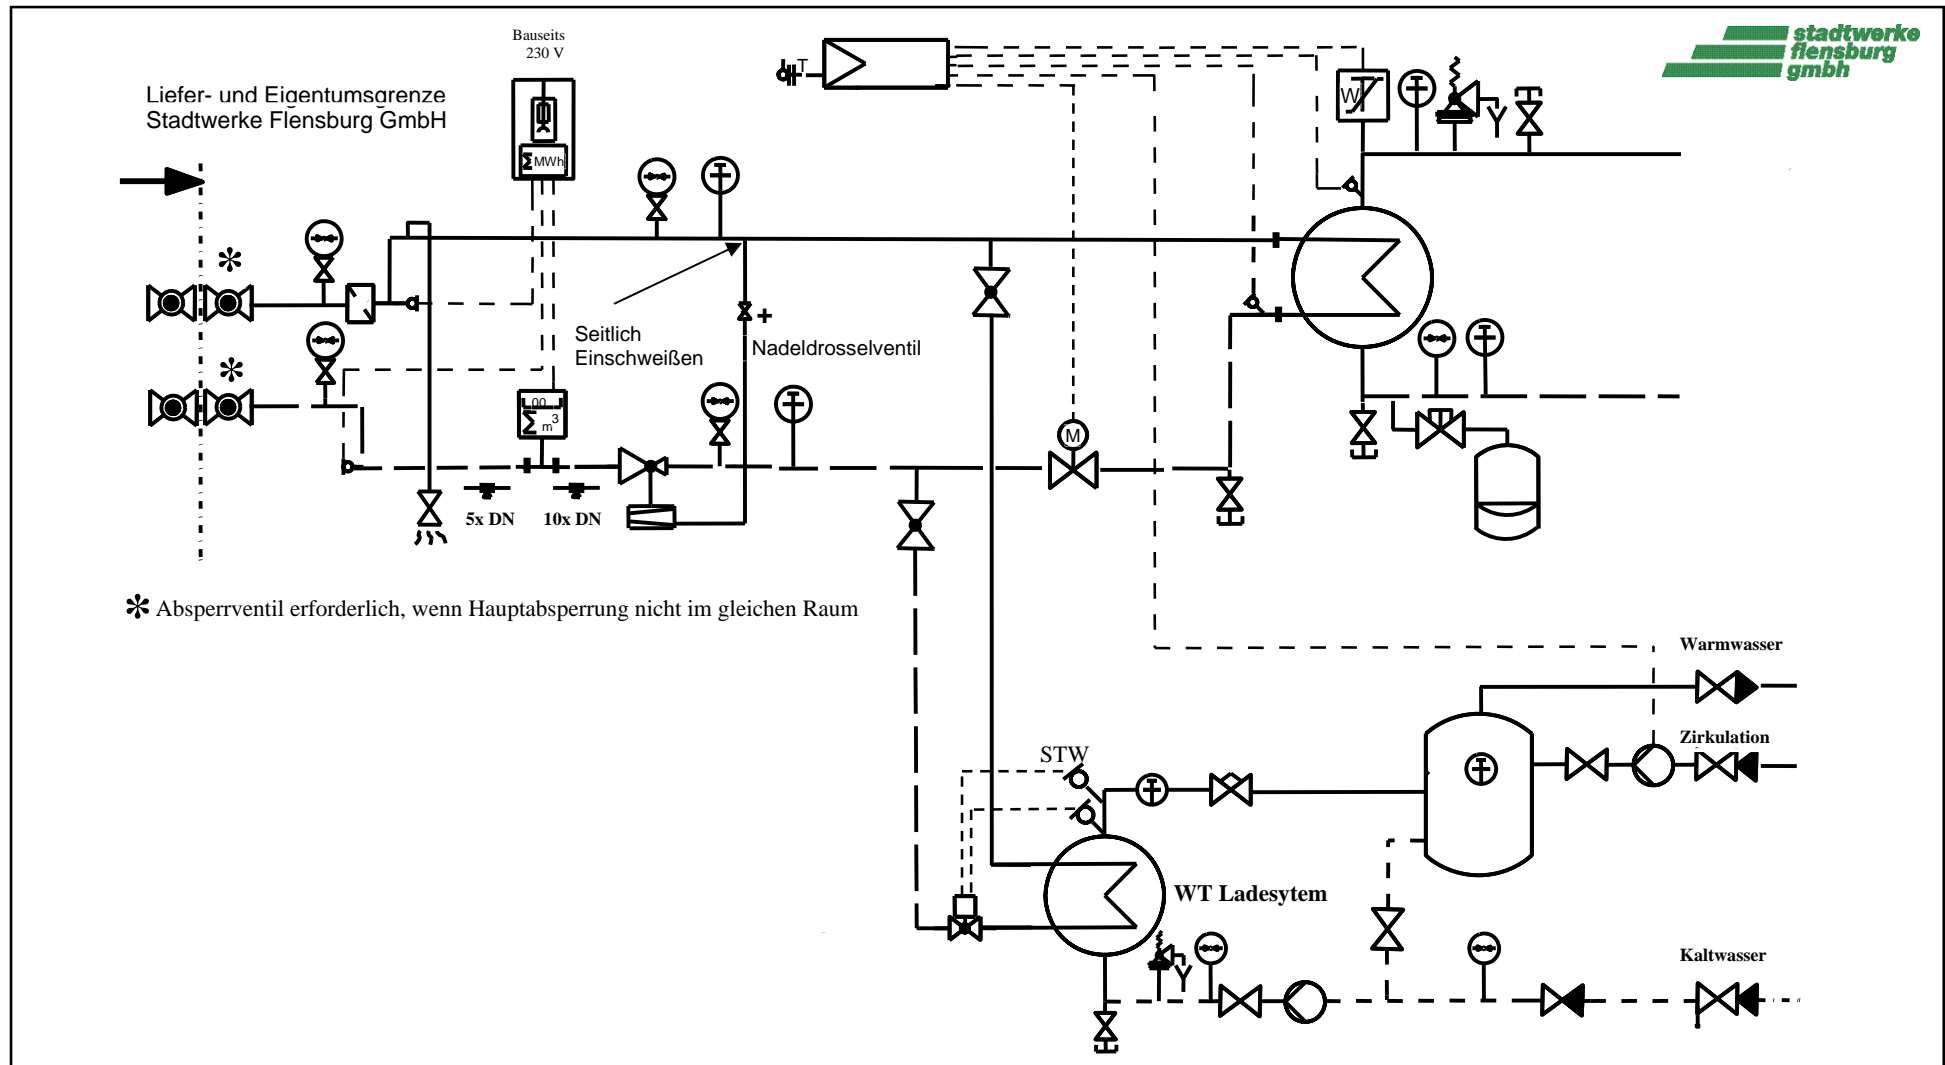 Bauseits
230 V
stadtwerke
flensburg
gmbh
Liefer- und Eigentumsgrenze
Stadtwerke Flensburg GmbH
T
W
Σ MWh
*
*
Seitlich
Einschweißen
Nadeldrosselventil
00
Σ m³
M
5x DN
10x DN
* Absperrventil erforderlich, wenn Hauptabsperrung nicht im gleichen Raum
Warmwasser
Zirkulation
STW
WT Ladesytem
Kaltwasser